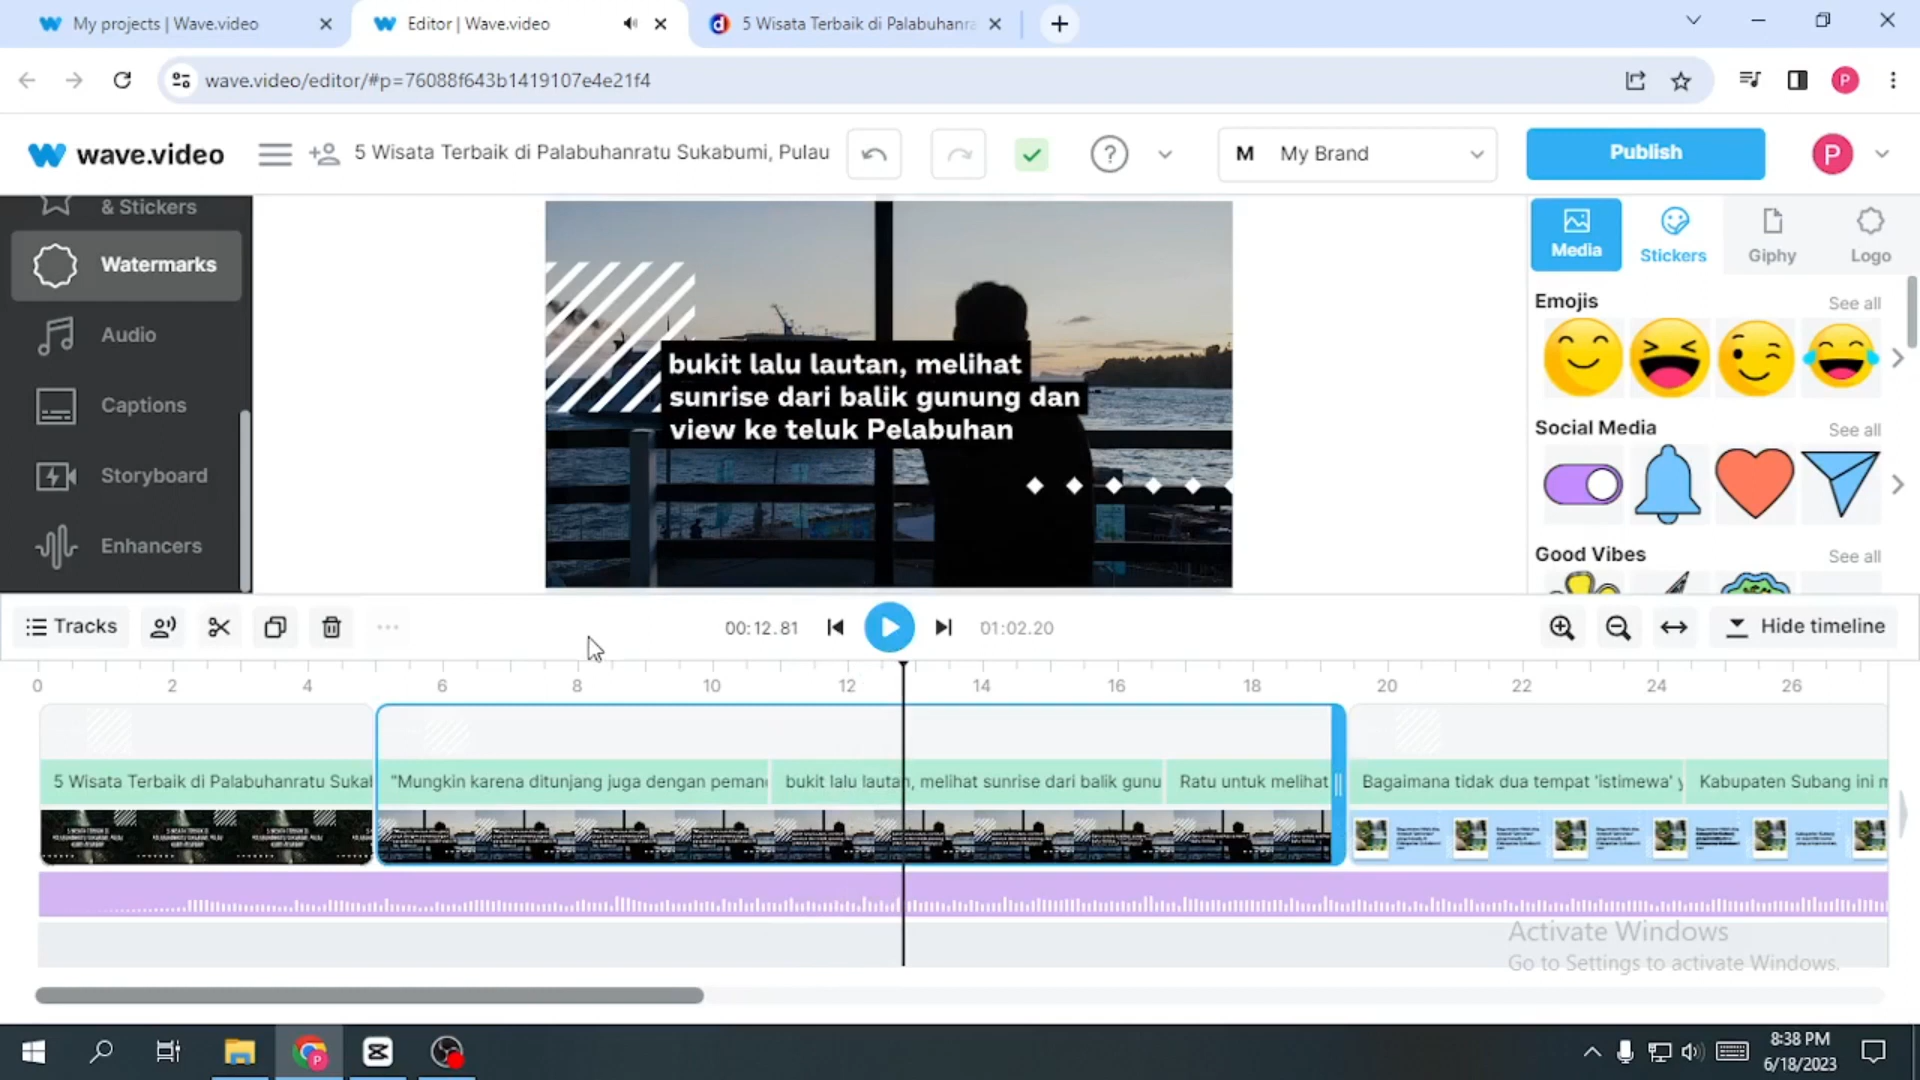 My projects | Wave.video
Editor | Wave.video
5 Wisata Terbaik di Palabuhanra
wave.video/editor/#p=76088f643b1419107e4e21f4
P
wave.video
5 Wisata Terbaik di Palabuhanratu Sukabumi, Pulau
?
M My Brand
Publish
P
& Stickers
Watermarks
Audio
Captions
Storyboard
Enhancers
bukit lalu lautan, melihat
sunrise dari balik gunung dan
view ke teluk Pelabuhan
Media
Stickers
Giphy
Logo
Emojis
See all
Social Media
See all
Good Vibes
See all
Tracks
00:12.81
01:02.20
Hide timeline
0 2 4 6 8 10 12 14 16 18 20 22 24 26
5 Wisata Terbaik di Palabuhanratu Sukal
"Mungkin karena ditunjang juga dengan peman
bukit lalu lautan, melihat sunrise dari balik gunu
Ratu untuk melihat
Bagaimana tidak dua tempat 'istimewa' y
Kabupaten Subang ini m
Activate Windows
Go to Settings to activate Windows.
8:38 PM
6/18/2023